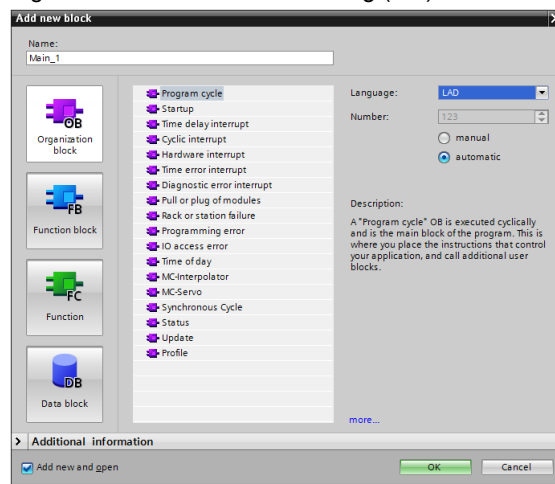 Add new block
Name:
Main_1
OB
Organization
block
FB
Function block
FC
Function
DB
Data block
Program cycle
Startup
Time delay interrupt
Cyclic interrupt
Hardware interrupt
Time error interrupt
Diagnostic error interrupt
Pull or plug of modules
Rack or station failure
Programming error
IO access error
Time of day
MC-Interpolator
MC-Servo
Synchronous Cycle
Status
Update
Profile
Language:
LAD
Number:
123
manual
automatic
Description:
A "Program cycle" OB is executed cyclically
and is the main block of the program. This is
where you place the instructions that control
your application, and call additional user
blocks.
more...
> Additional information
Add new and open
OK
Cancel